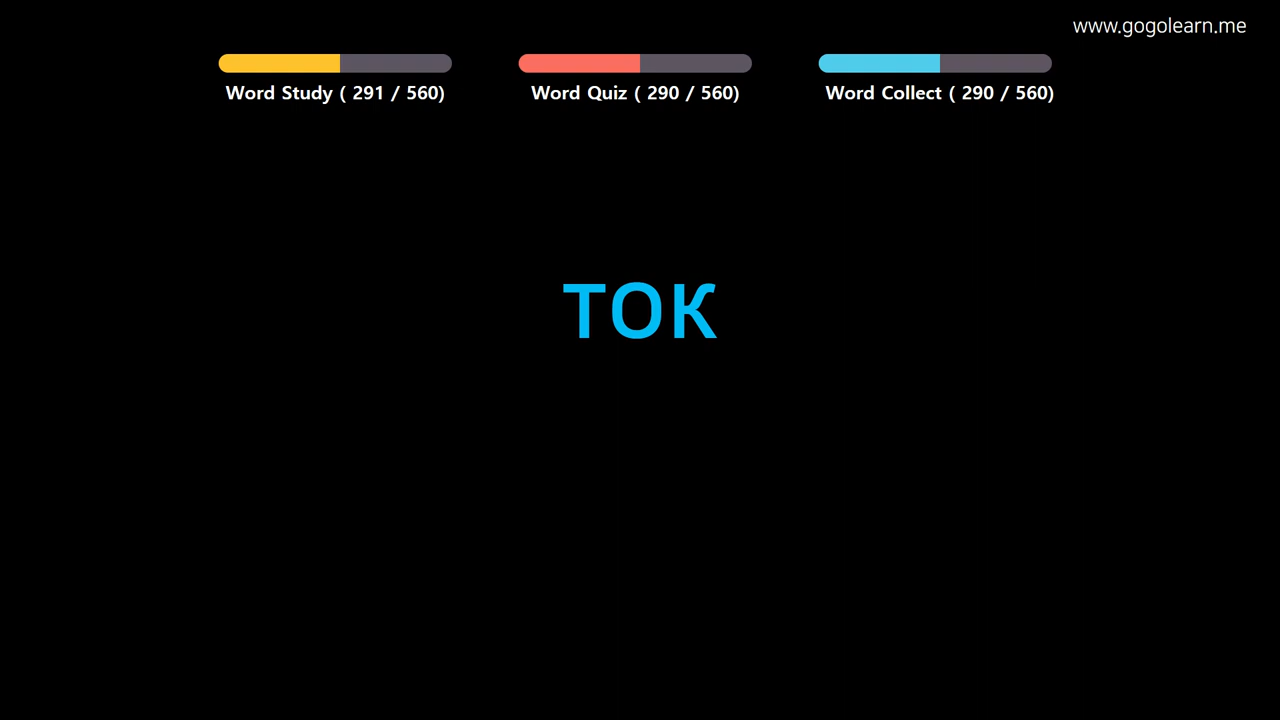 www.gogolearn.me
Word Study ( 291 / 560)
Word Quiz ( 290 / 560)
Word Collect ( 290 / 560)
ток